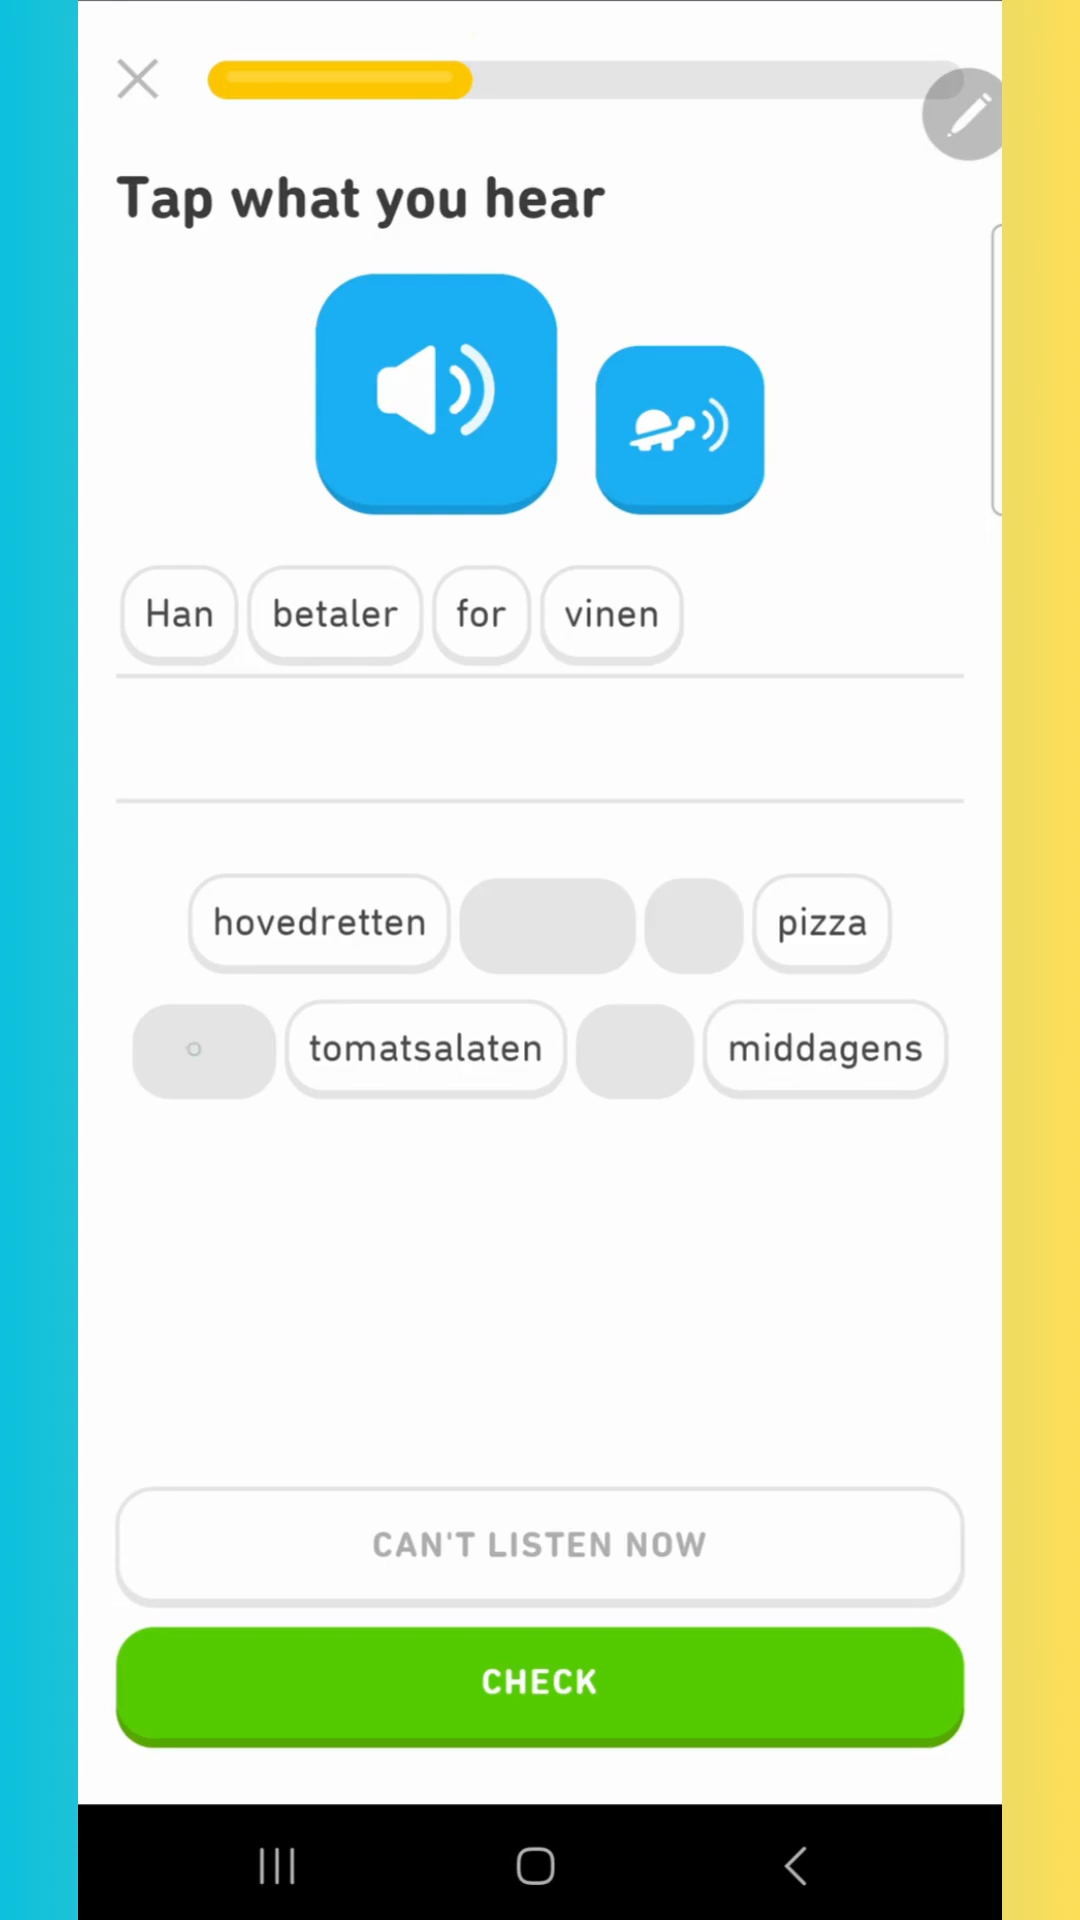 Tap what you hear
Han betaler for vinen
hovedretten pizza
tomatsalaten middagens
CAN'T LISTEN NOW
CHECK